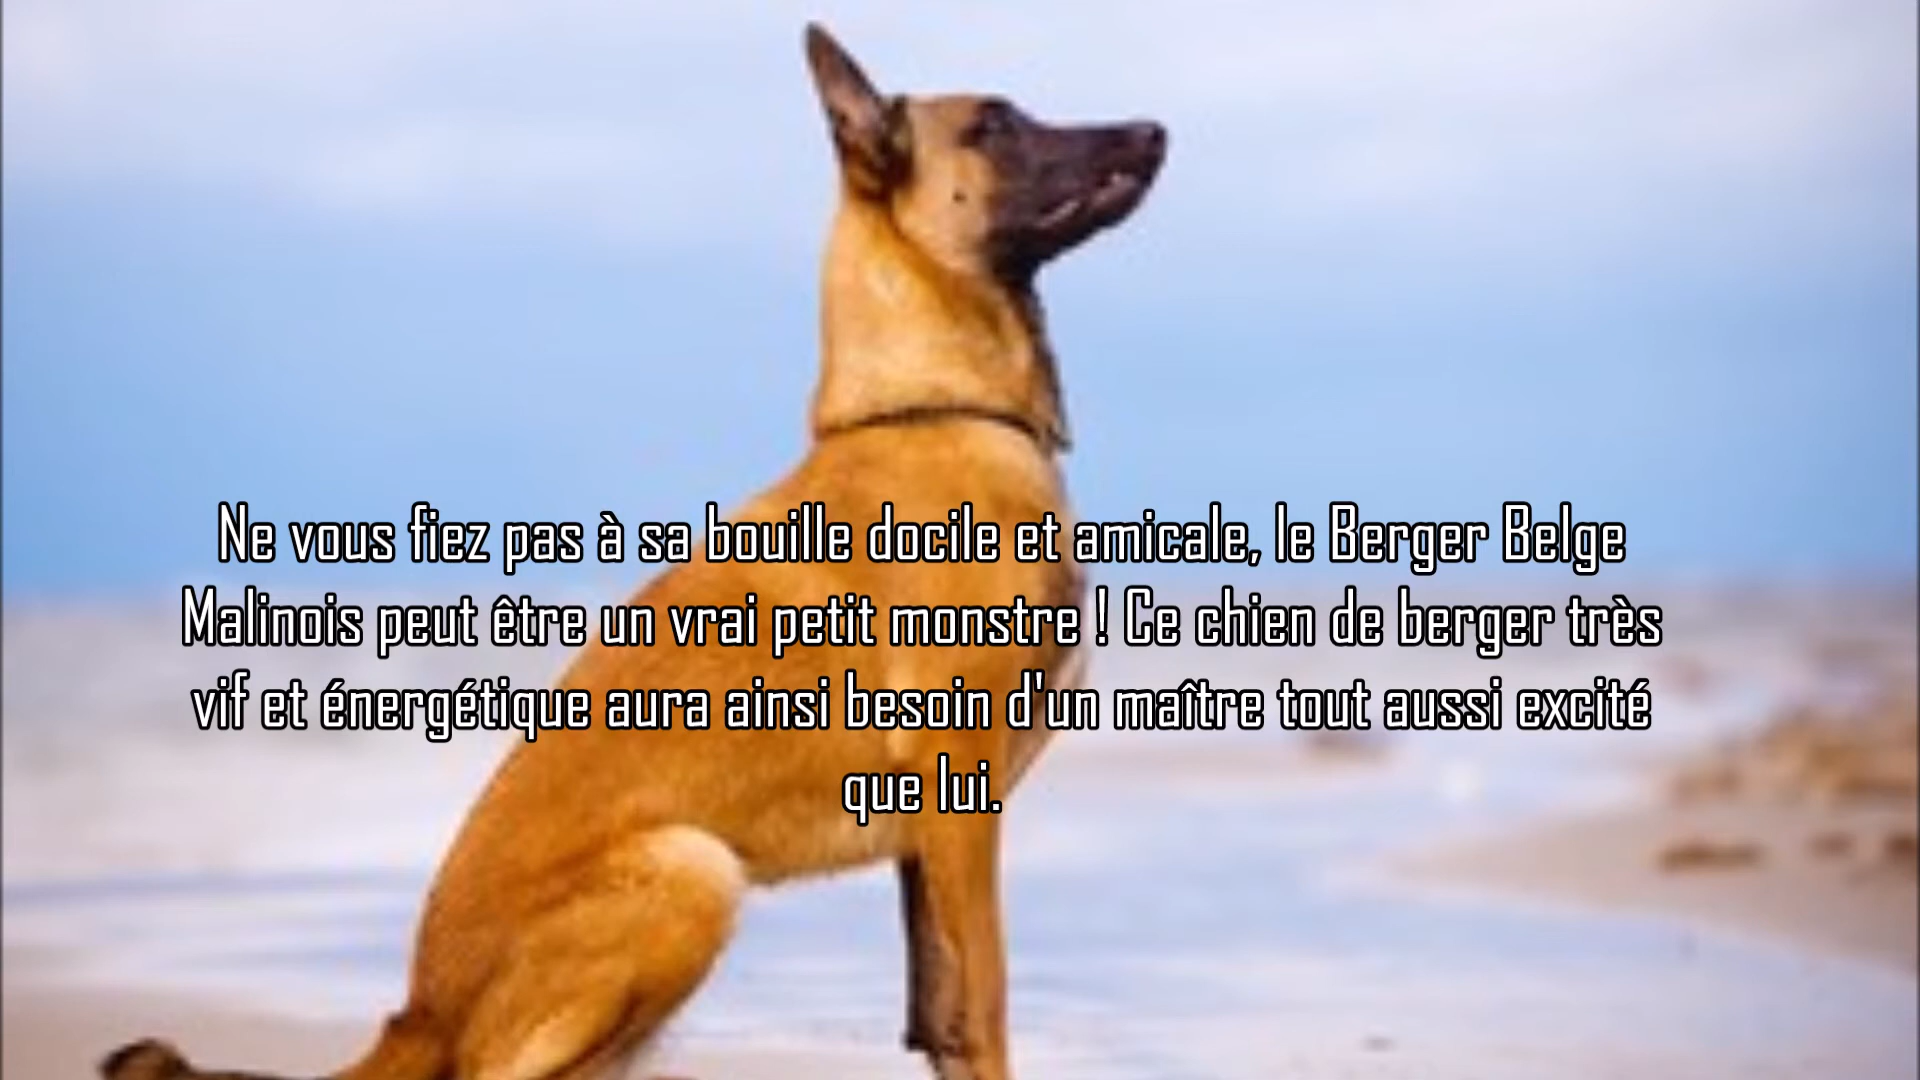 Ne vous fiez pas à sa bouille docile et amicale, le Berger Belge
Malinois peut être un vrai petit monstre ! Ce chien de berger très
vif et énergétique aura ainsi besoin d'un maître tout aussi excité
que lui.